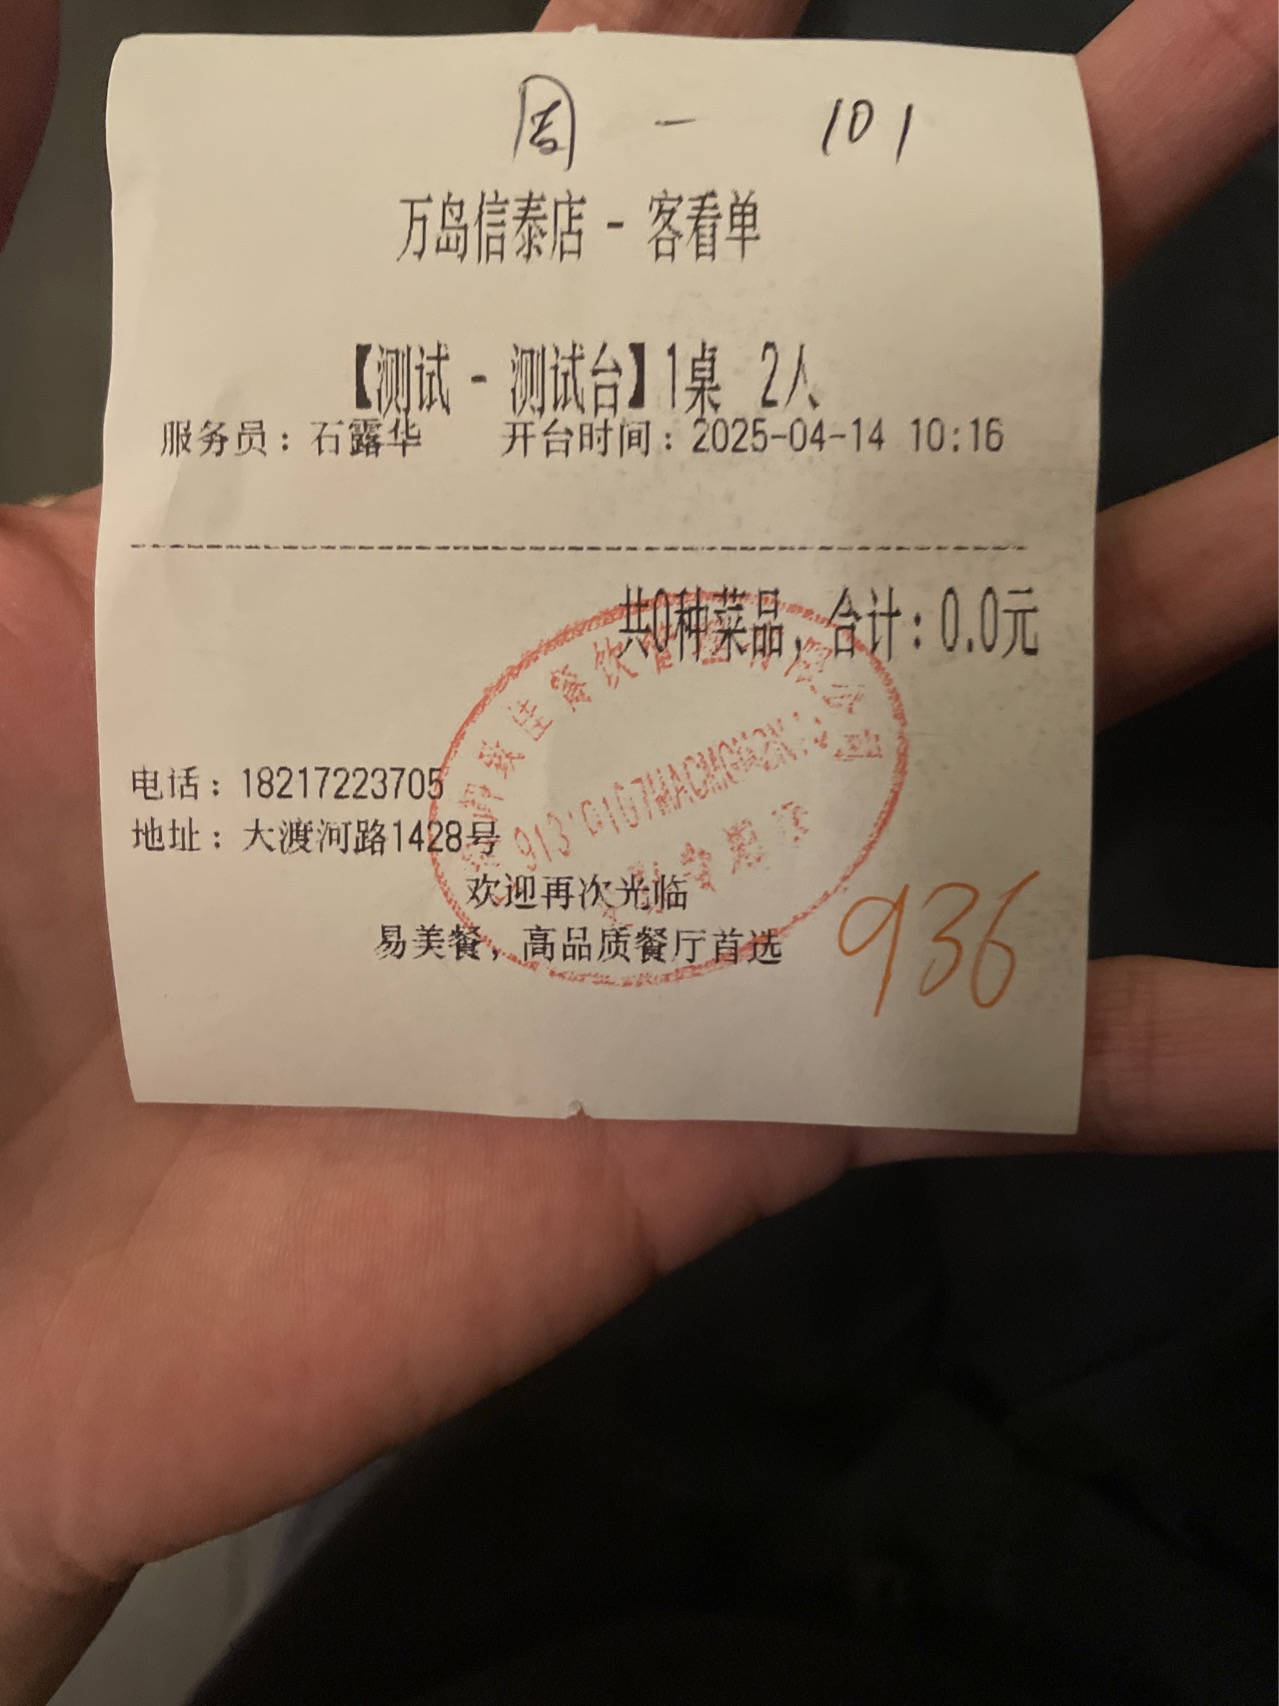 周 一 101
万岛信泰店 - 客看单
【测试 - 测试台】1桌 2人
服务员：石露华 开台时间：2025-04-14 10:16
共0种菜品，合计：0.0元
电话：18217223705
地址：大渡河路1428号
欢迎再次光临
易美餐，高品质餐厅首选
936